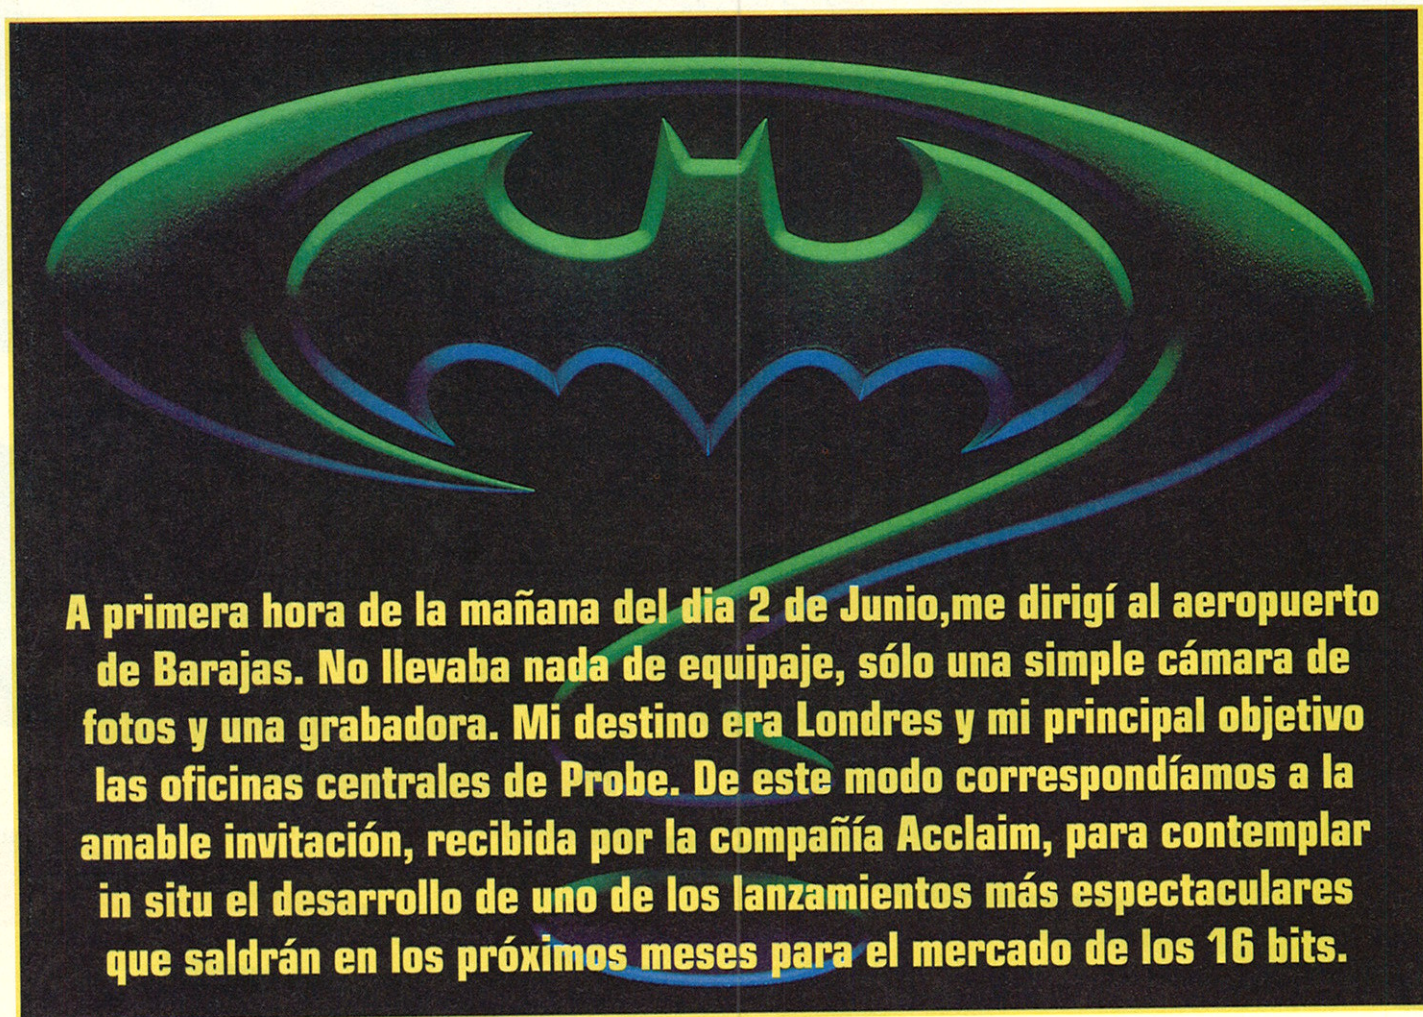 A primera hora de la mañana del dia 2 de Junio,me dirigí al aeropuerto
de Barajas. No llevaba nada de equipaje, sólo una simple cámara de
fotos y una grabadora. Mi destino era Londres y mi principal objetivo
las oficinas centrales de Probe. De este modo correspondíamos a la
amable invitación, recibida por la compañía Acclaim, para contemplar
in situ el desarrollo de uno de los lanzamientos más espectaculares
que saldrán en los próximos meses para el mercado de los 16 bits.